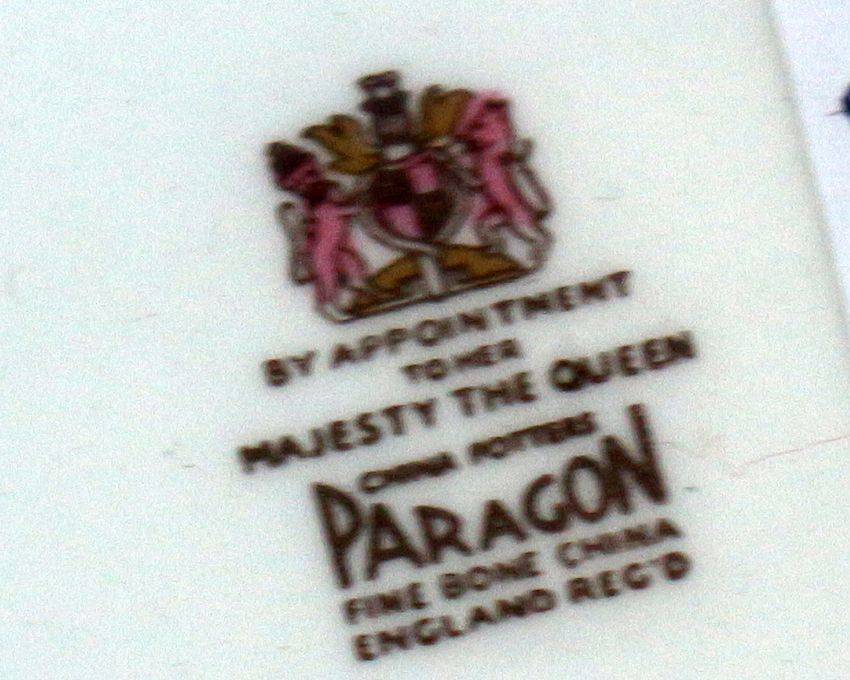 BY APPOINTMENT
TO HER
MAJESTY THE QUEEN
CHINA POTTERS
PARAGON
FINE BONE CHINA
ENGLAND REG'D